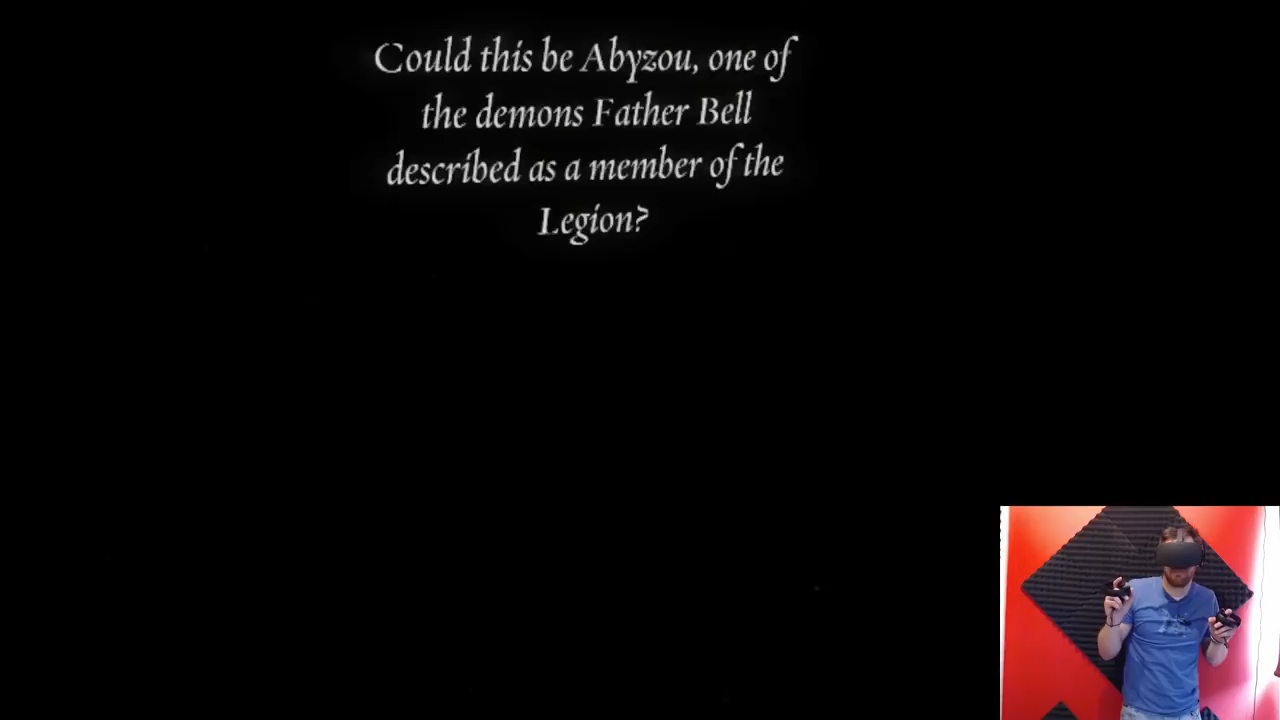 Could this be Abyzou, one of
the demons Father Bell
described as a member of the
Legion?